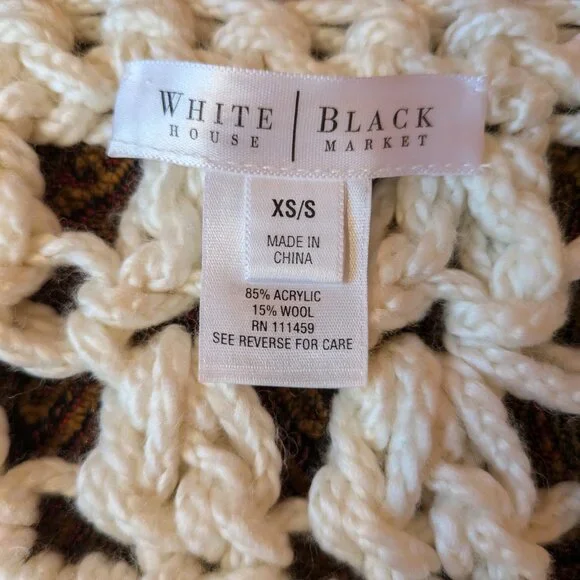 WHITE | BLACK
HOUSE MARKET
XS/S
MADE IN
CHINA
85% ACRYLIC
15% WOOL
RN 111459
SEE REVERSE FOR CARE